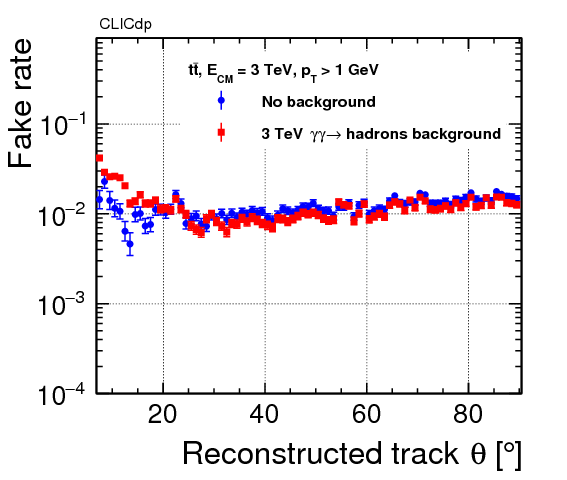 CLICdp
Fake rate
tt̄, E_CM = 3 TeV, p_T > 1 GeV
No background
3 TeV γγ→ hadrons background
10⁻¹
10⁻²
10⁻³
10⁻⁴
20 40 60 80
Reconstructed track θ [°]